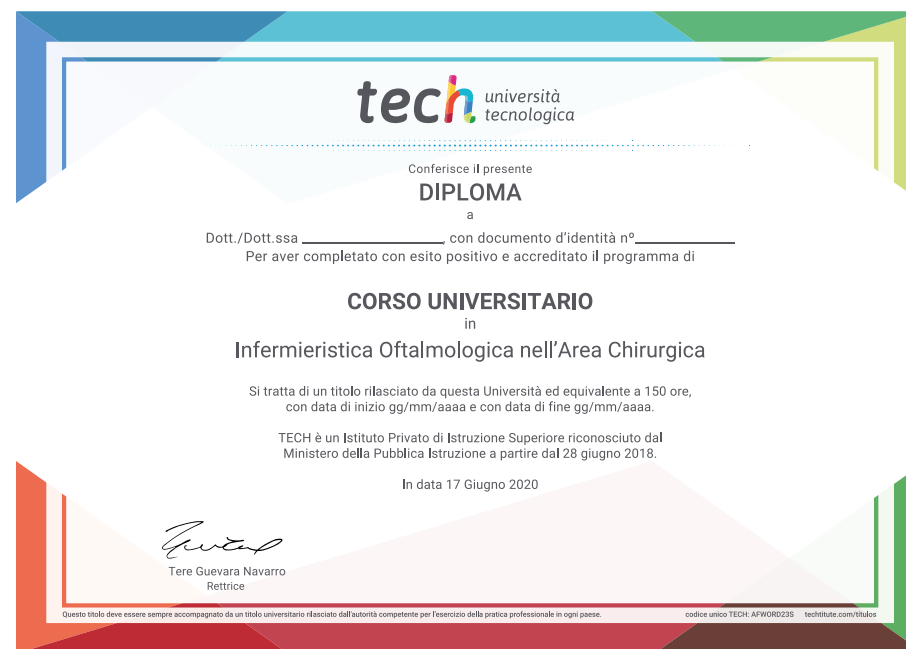 tech università
tecnologica
Conferisce il presente
DIPLOMA
a
Dott./Dott.ssa ____________________, con documento d'identità nº______________
Per aver completato con esito positivo e accreditato il programma di
CORSO UNIVERSITARIO
in
Infermieristica Oftalmologica nell'Area Chirurgica
Si tratta di un titolo rilasciato da questa Università ed equivalente a 150 ore,
con data di inizio gg/mm/aaaa e con data di fine gg/mm/aaaa.
TECH è un Istituto Privato di Istruzione Superiore riconosciuto dal
Ministero della Pubblica Istruzione a partire dal 28 giugno 2018.
In data 17 Giugno 2020
Tere Guevara Navarro
Rettrice
Questo titolo deve essere sempre accompagnato da un titolo universitario rilasciato dall'autorità competente per l'esercizio della pratica professionale in ogni paese. codice unico TECH: AFWORD23S techtitute.com/titulos